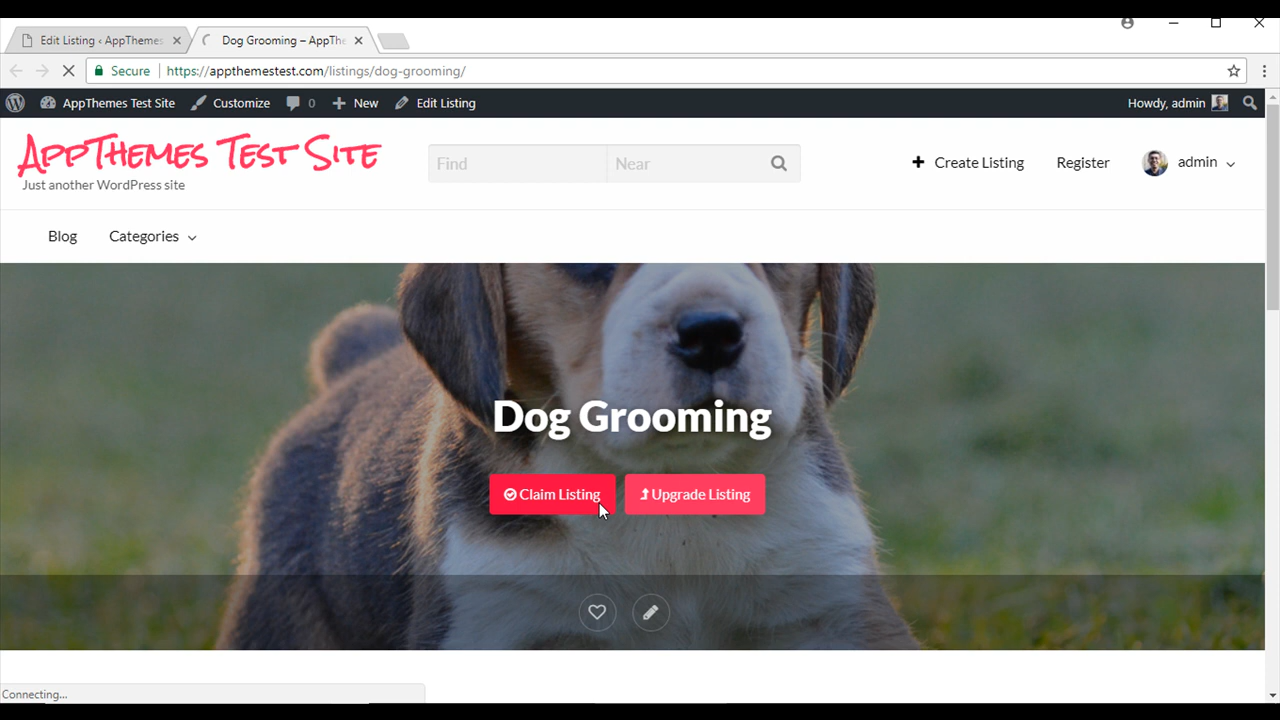 Edit Listing ‹ AppThemes
Dog Grooming – AppThe
Secure
https://appthemestest.com/listings/dog-grooming/
AppThemes Test Site
Customize
0
New
Edit Listing
Howdy, admin
AppThemes Test Site
Just another WordPress site
Find
Near
Create Listing
Register
admin
Blog
Categories
Dog Grooming
Claim Listing
Upgrade Listing
Connecting...